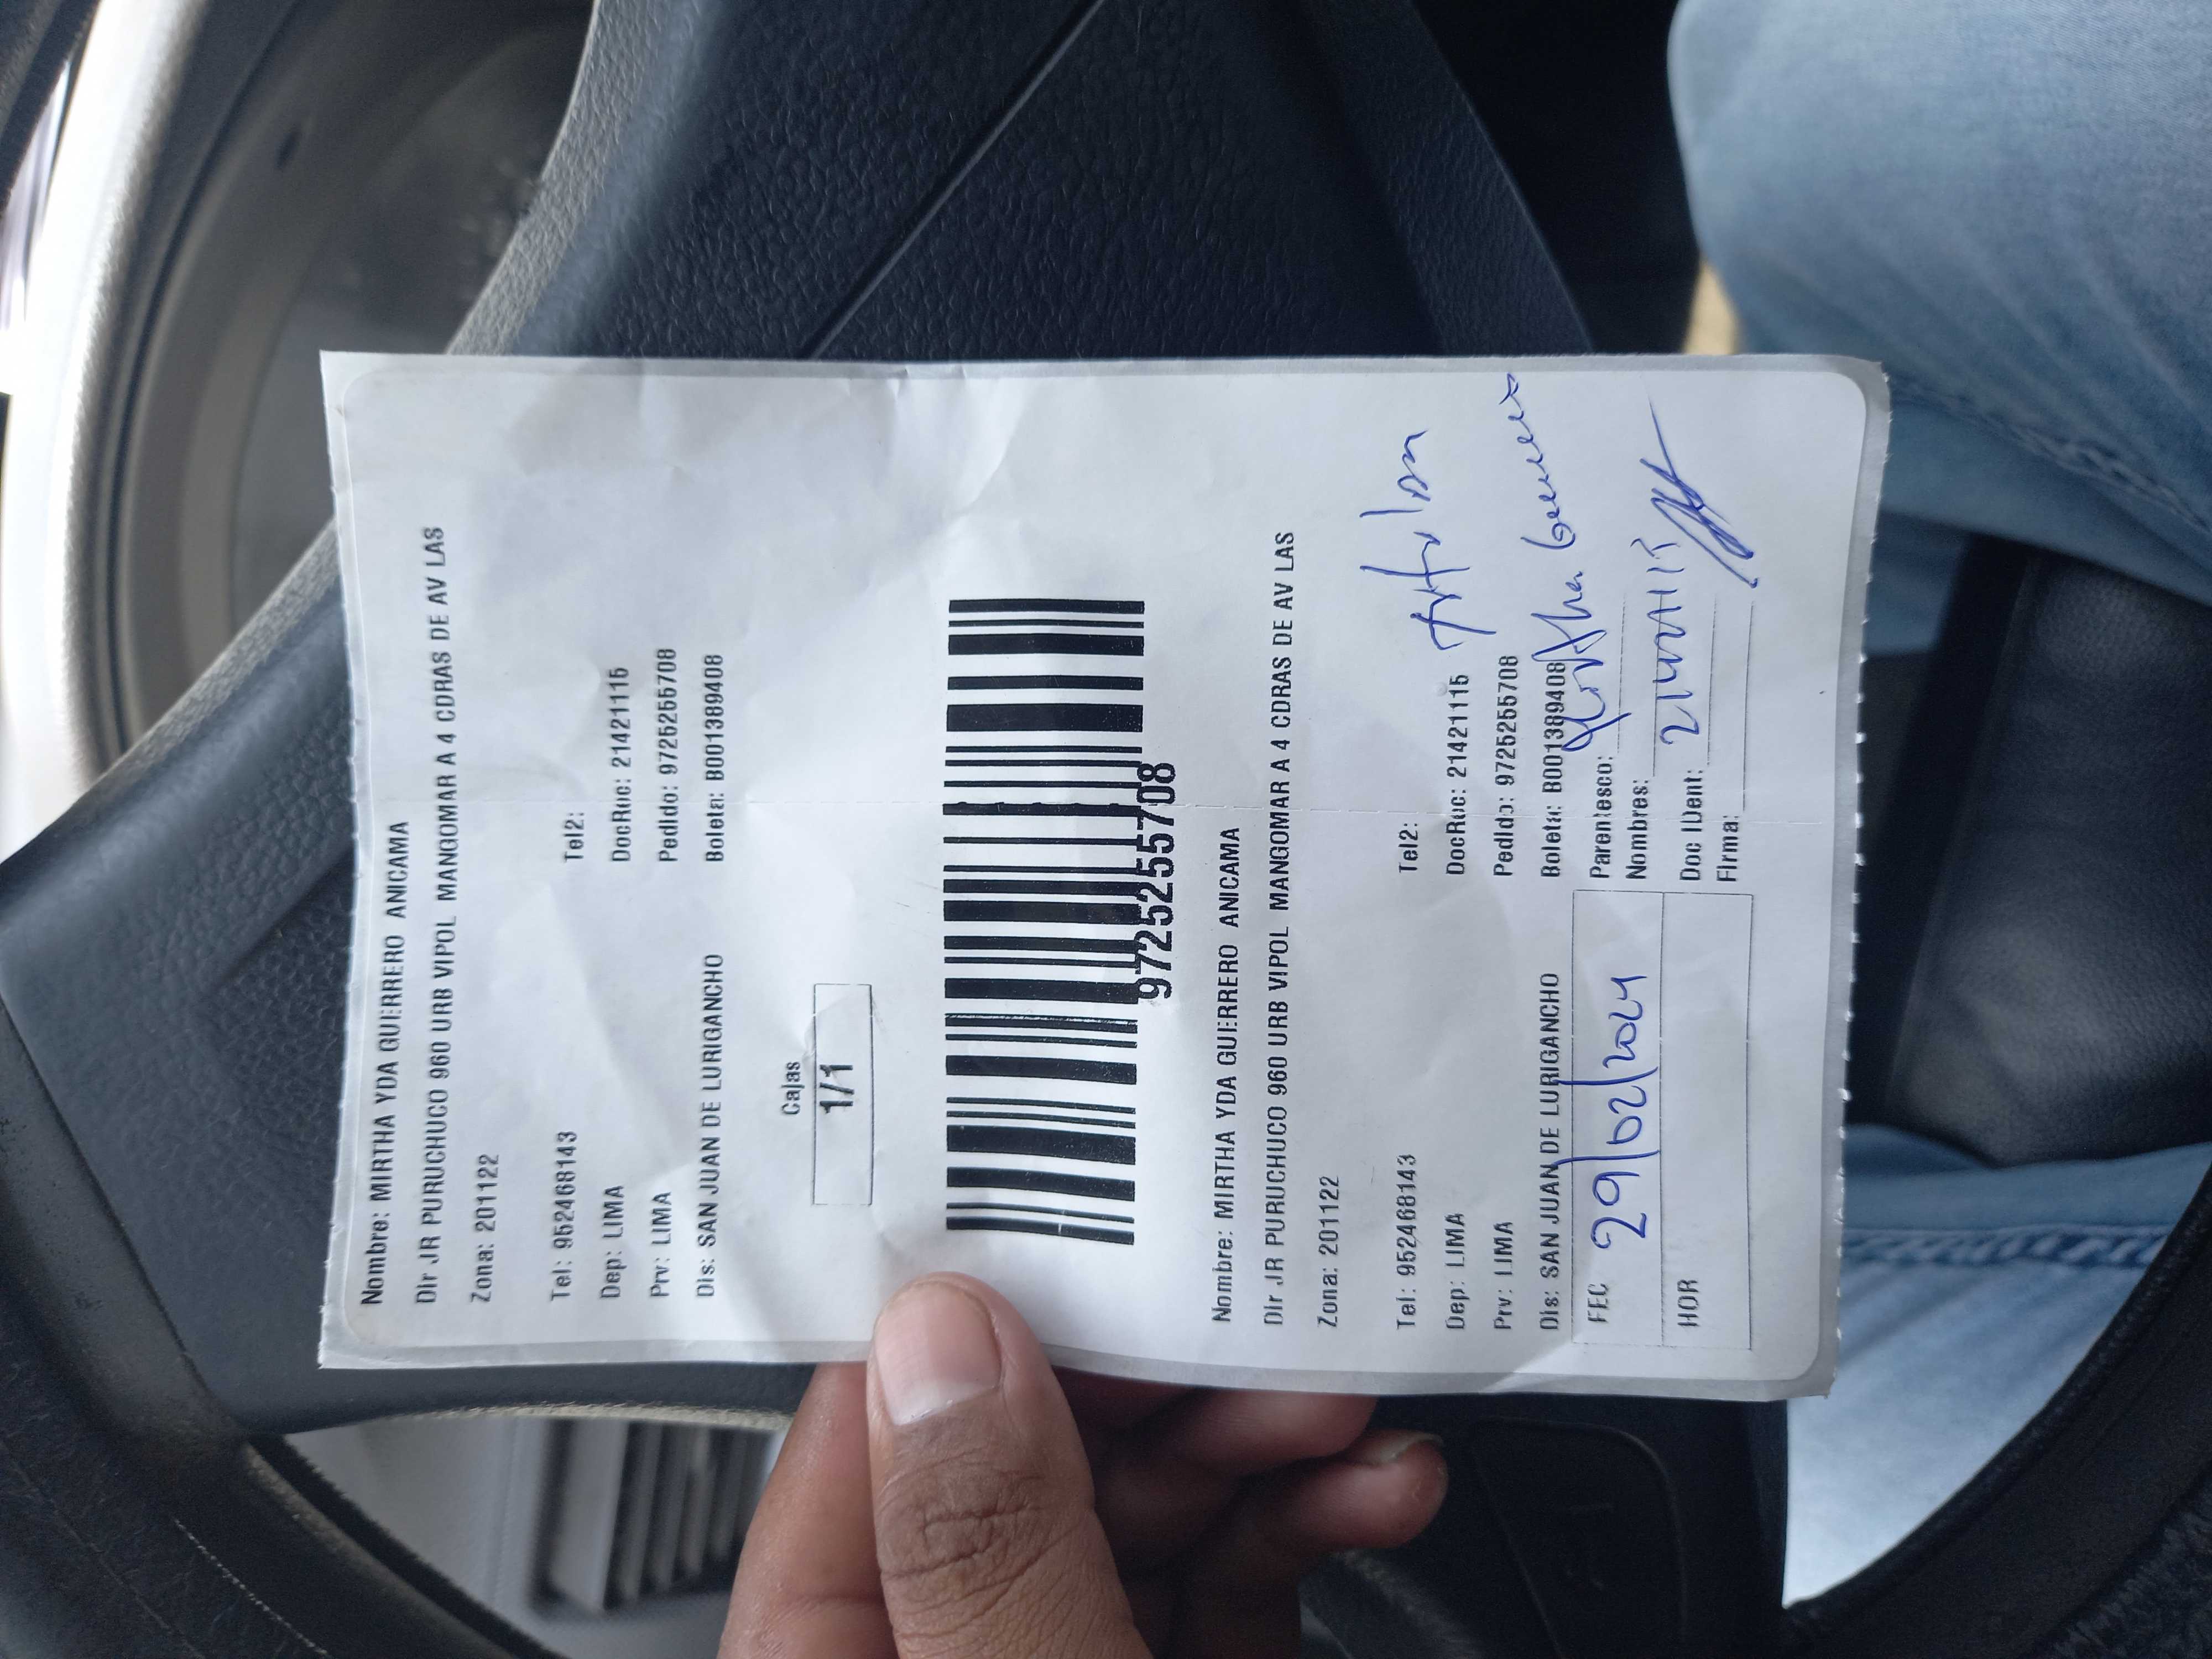 Nombre: MIRTHA YDA GUERRERO ANICAMA
Dir JR PURUCHUCO 960 URB VIPOL MANGOMAR A 4 CDRAS DE AV LAS
Zona: 201122
Tel: 952468143 Tel2:
Dep: LIMA DocRuc: 21421115
Prv: LIMA Pedido: 9725255708
Dis: SAN JUAN DE LURIGANCHO Boleta: B001389408
Cajas
1/1
9725255708
Nombre: MIRTHA YDA GUERRERO ANICAMA
Dir JR PURUCHUCO 960 URB VIPOL MANGOMAR A 4 CDRAS DE AV LAS
Zona: 201122
Tel: 952468143 Tel2:
Dep: LIMA DocRuc: 21421115 Titular
Prv: LIMA Pedido: 9725255708
Dis: SAN JUAN DE LURIGANCHO Boleta: B001389408
FEC 29/02/2024 Parentesco: Mirtha Guerrero
Nombres:
HOR Doc IDent: 21421115
Firma: